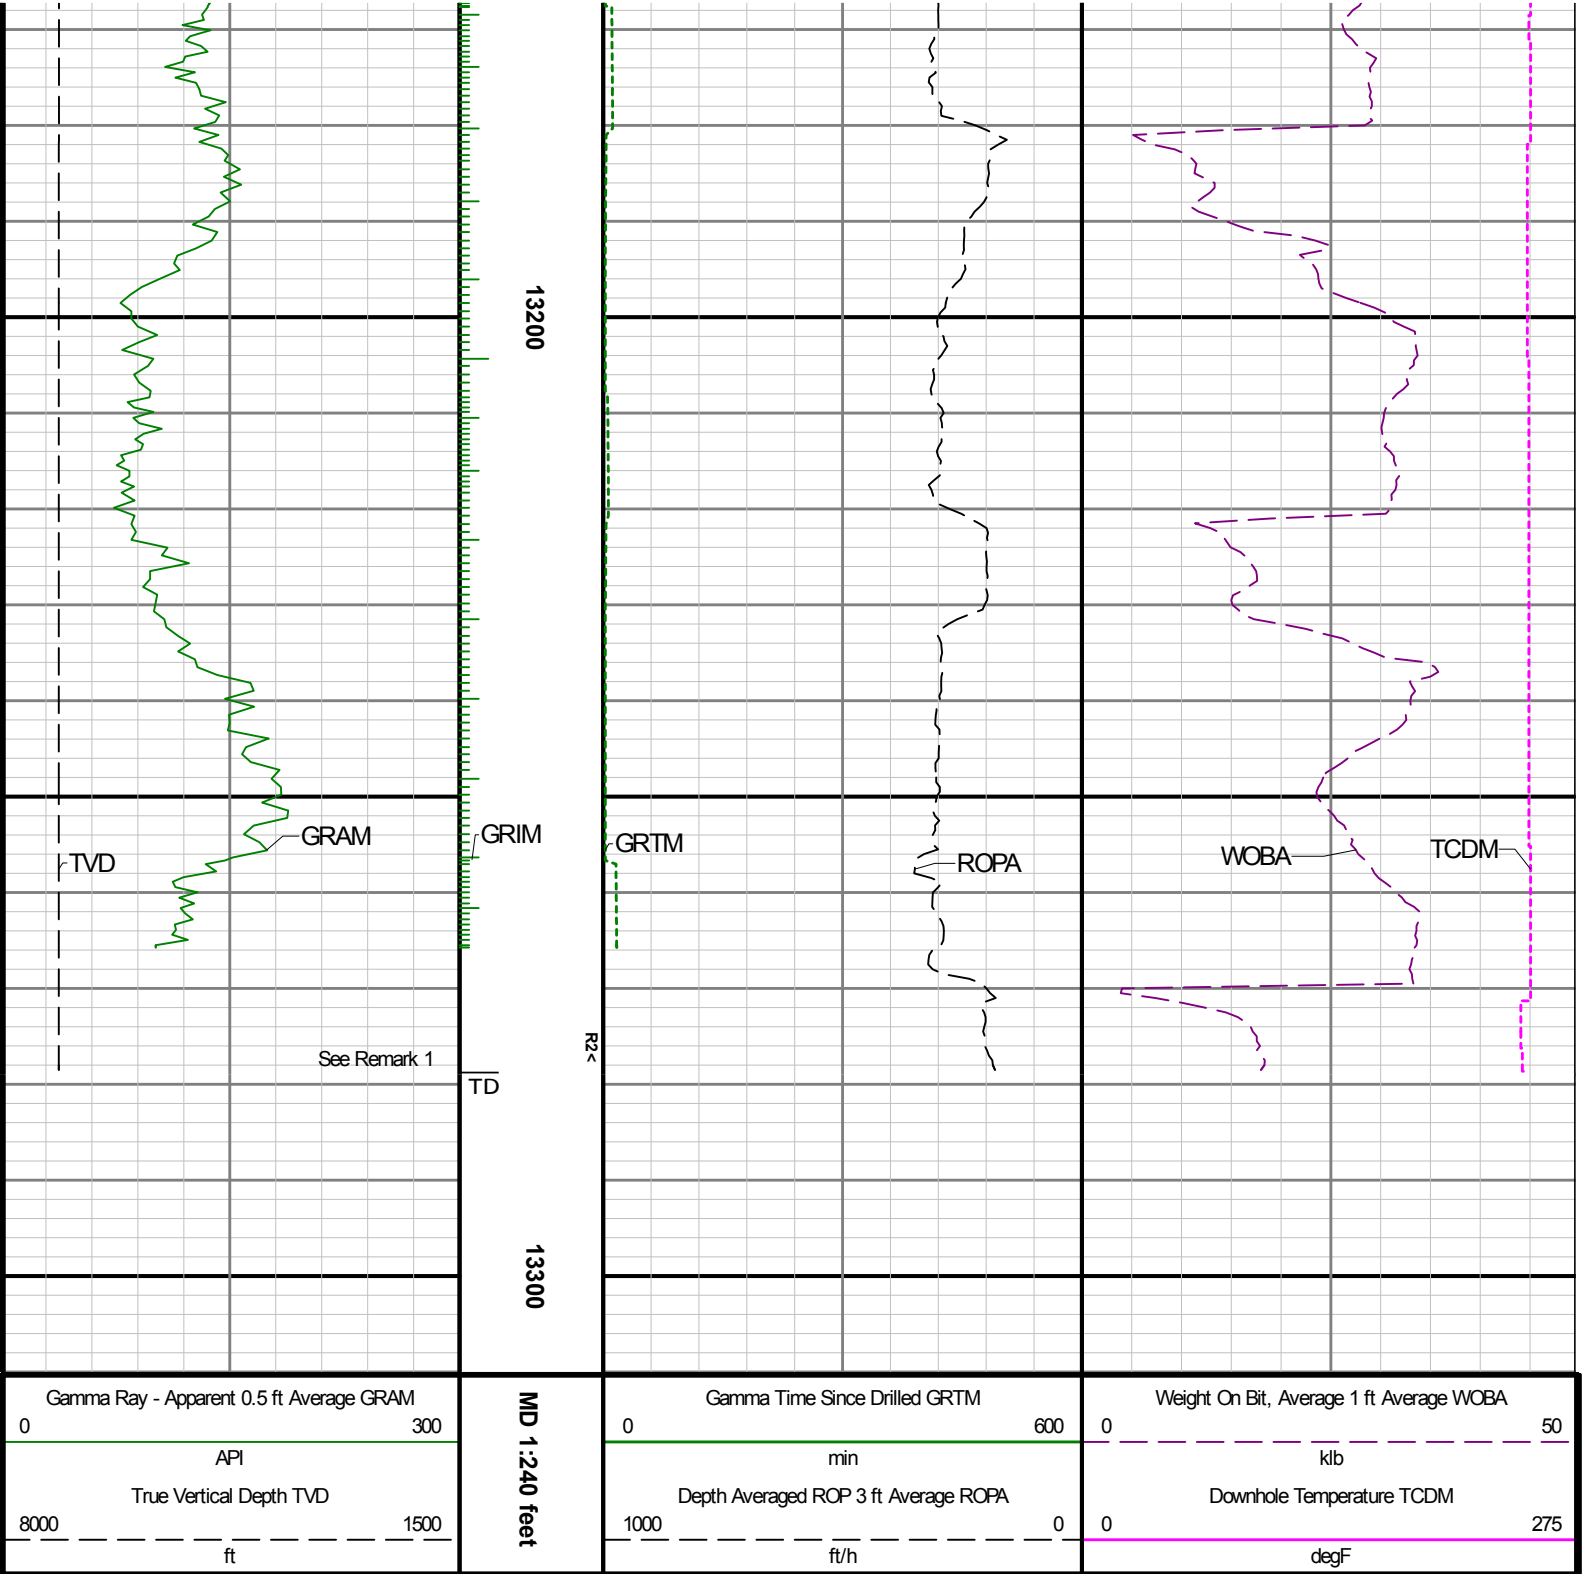 13200
GRAM
GRIM
TVD
GRTM
ROPA
WOBA
TCDM
See Remark 1
TD
R2<
13300
Gamma Ray - Apparent 0.5 ft Average GRAM
0 300
API
True Vertical Depth TVD
8000 1500
ft
MD 1:240 feet
Gamma Time Since Drilled GRTM
0 600
min
Depth Averaged ROP 3 ft Average ROPA
1000 0
ft/h
Weight On Bit, Average 1 ft Average WOBA
0 50
klb
Downhole Temperature TCDM
0 275
degF